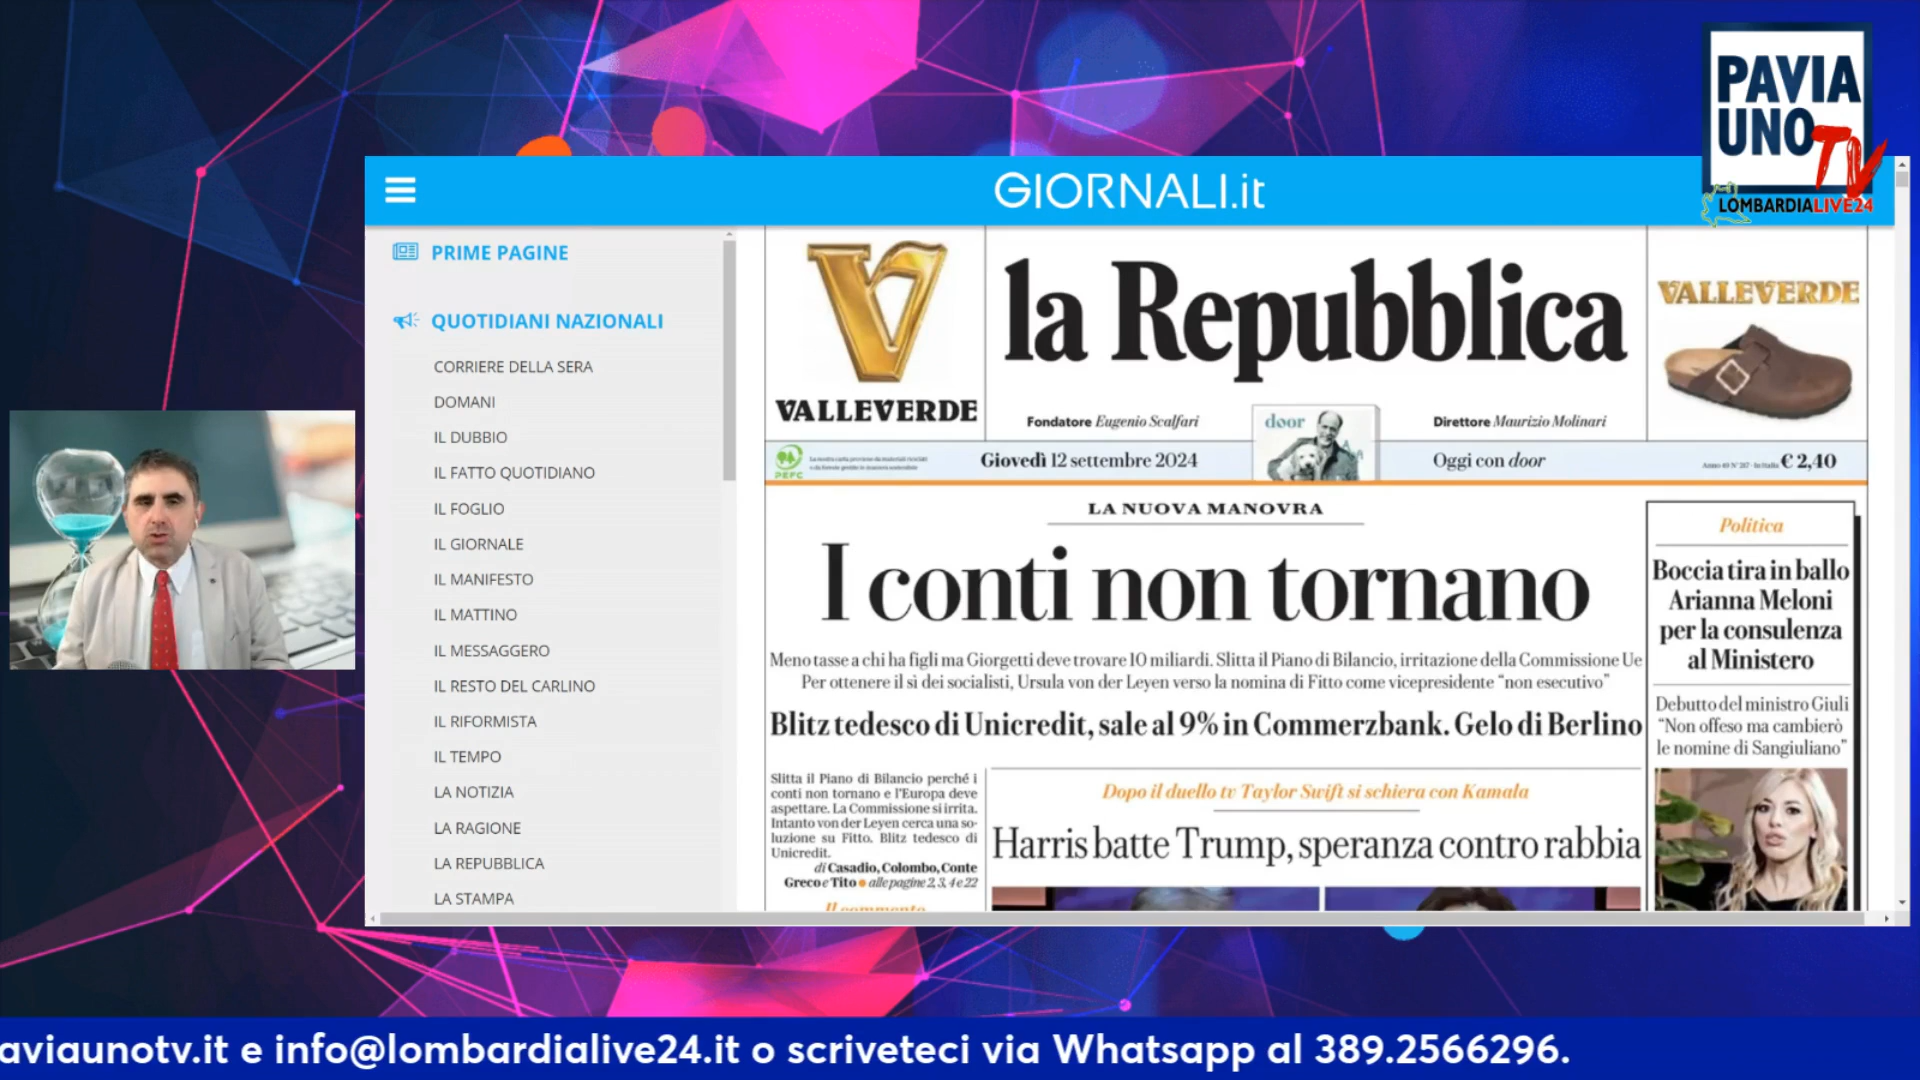 PAVIA
UNO TV
LOMBARDIALIVE24
GIORNALI.it
PRIME PAGINE
QUOTIDIANI NAZIONALI
CORRIERE DELLA SERA
DOMANI
IL DUBBIO
IL FATTO QUOTIDIANO
IL FOGLIO
IL GIORNALE
IL MANIFESTO
IL MATTINO
IL MESSAGGERO
IL RESTO DEL CARLINO
IL RIFORMISTA
IL TEMPO
LA NOTIZIA
LA RAGIONE
LA REPUBBLICA
LA STAMPA
V
VALLEVERDE
la Repubblica
VALLEVERDE
Fondatore Eugenio Scalfari
door
Direttore Maurizio Molinari
PEFC
Giovedì 12 settembre 2024
Oggi con door
€ 2,40
LA NUOVA MANOVRA
I conti non tornano
Meno tasse a chi ha figli ma Giorgetti deve trovare 10 miliardi. Slitta il Piano di Bilancio, irritazione della Commissione Ue
Per ottenere il sì dei socialisti, Ursula von der Leyen verso la nomina di Fitto come vicepresidente “non esecutivo”
Blitz tedesco di Unicredit, sale al 9% in Commerzbank. Gelo di Berlino
Slitta il Piano di Bilancio perché i
conti non tornano e l'Europa deve
aspettare. La Commissione si irrita.
Intanto von der Leyen cerca una so-
luzione su Fitto. Blitz tedesco di
Unicredit.
di Casadio, Colombo, Conte
Greco e Tito ● alle pagine 2, 3, 4 e 22
Il commento
Dopo il duello tv Taylor Swift si schiera con Kamala
Harris batte Trump, speranza contro rabbia
Politica
Boccia tira in ballo
Arianna Meloni
per la consulenza
al Ministero
Debutto del ministro Giuli
“Non offeso ma cambierò
le nomine di Sangiuliano”
aviaunotv.it e info@lombardialive24.it o scriveteci via Whatsapp al 389.2566296.